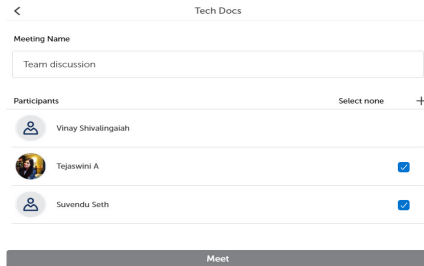 Tech Docs
Meeting Name
Team discussion
Participants Select none
Vinay Shivalingaiah
Tejaswini A
Suvendu Seth
Meet